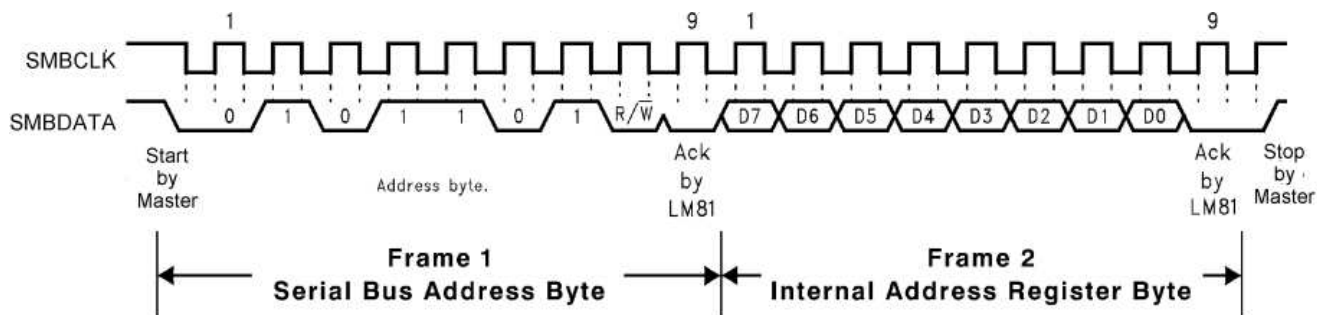 1 9 1 9
SMBCLK
SMBDATA 0 1 0 1 1 0 1 R/W̅ D7 D6 D5 D4 D3 D2 D1 D0
Start by Master
Address byte.
Ack by LM81
Ack by LM81
Stop by Master
Frame 1
Serial Bus Address Byte
Frame 2
Internal Address Register Byte